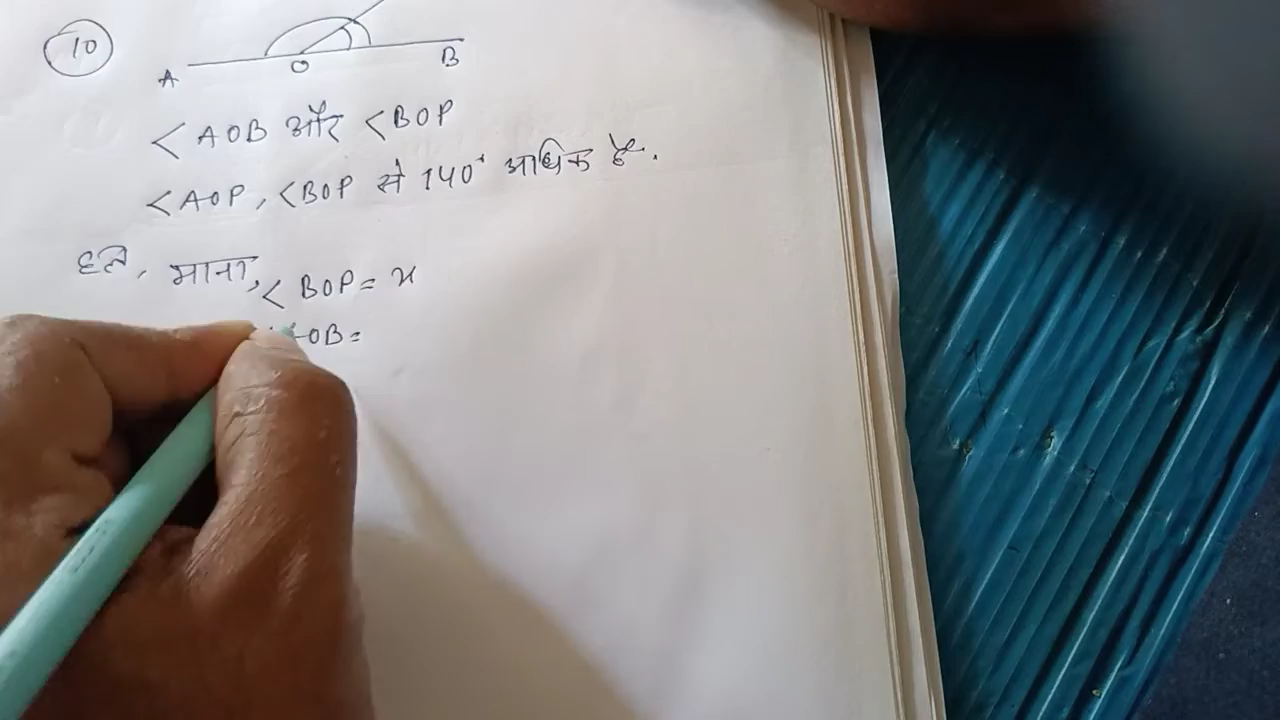 10
A O B
< AOB और < BOP
< AOP, < BOP से 140° अधिक है.
हल, माना, < BOP = x
OB =